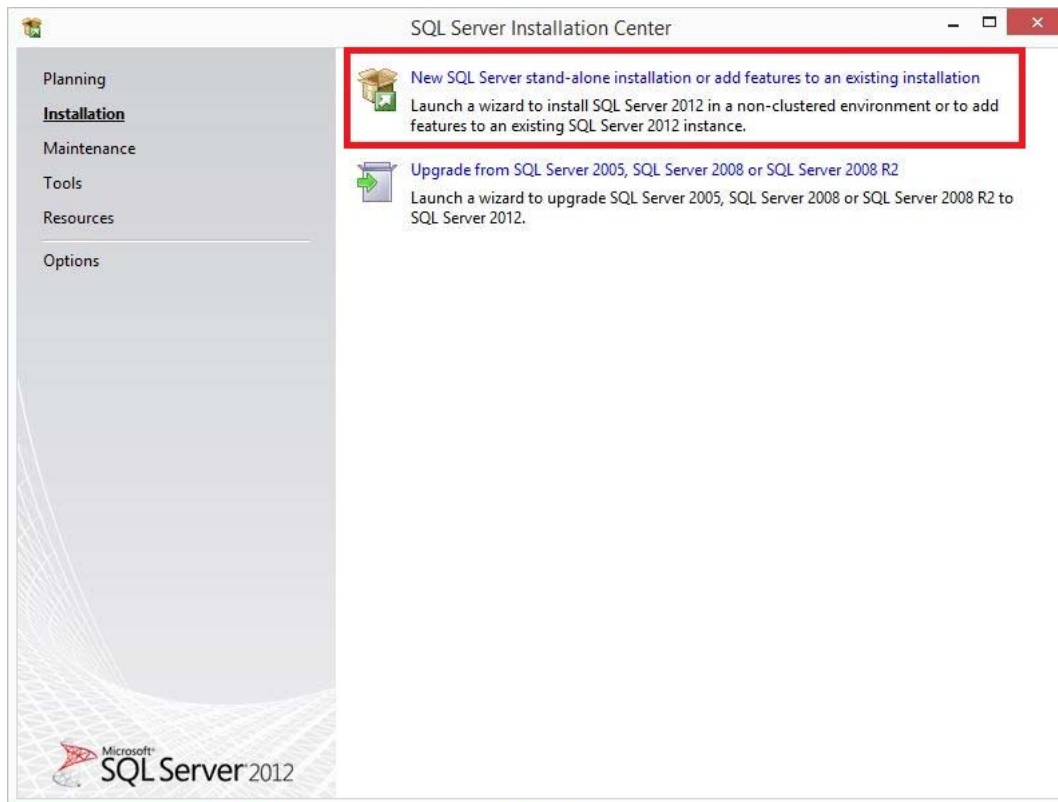 SQL Server Installation Center
Planning
Installation
Maintenance
Tools
Resources
Options
New SQL Server stand-alone installation or add features to an existing installation
Launch a wizard to install SQL Server 2012 in a non-clustered environment or to add
features to an existing SQL Server 2012 instance.
Upgrade from SQL Server 2005, SQL Server 2008 or SQL Server 2008 R2
Launch a wizard to upgrade SQL Server 2005, SQL Server 2008 or SQL Server 2008 R2 to
SQL Server 2012.
Microsoft®
SQL Server® 2012